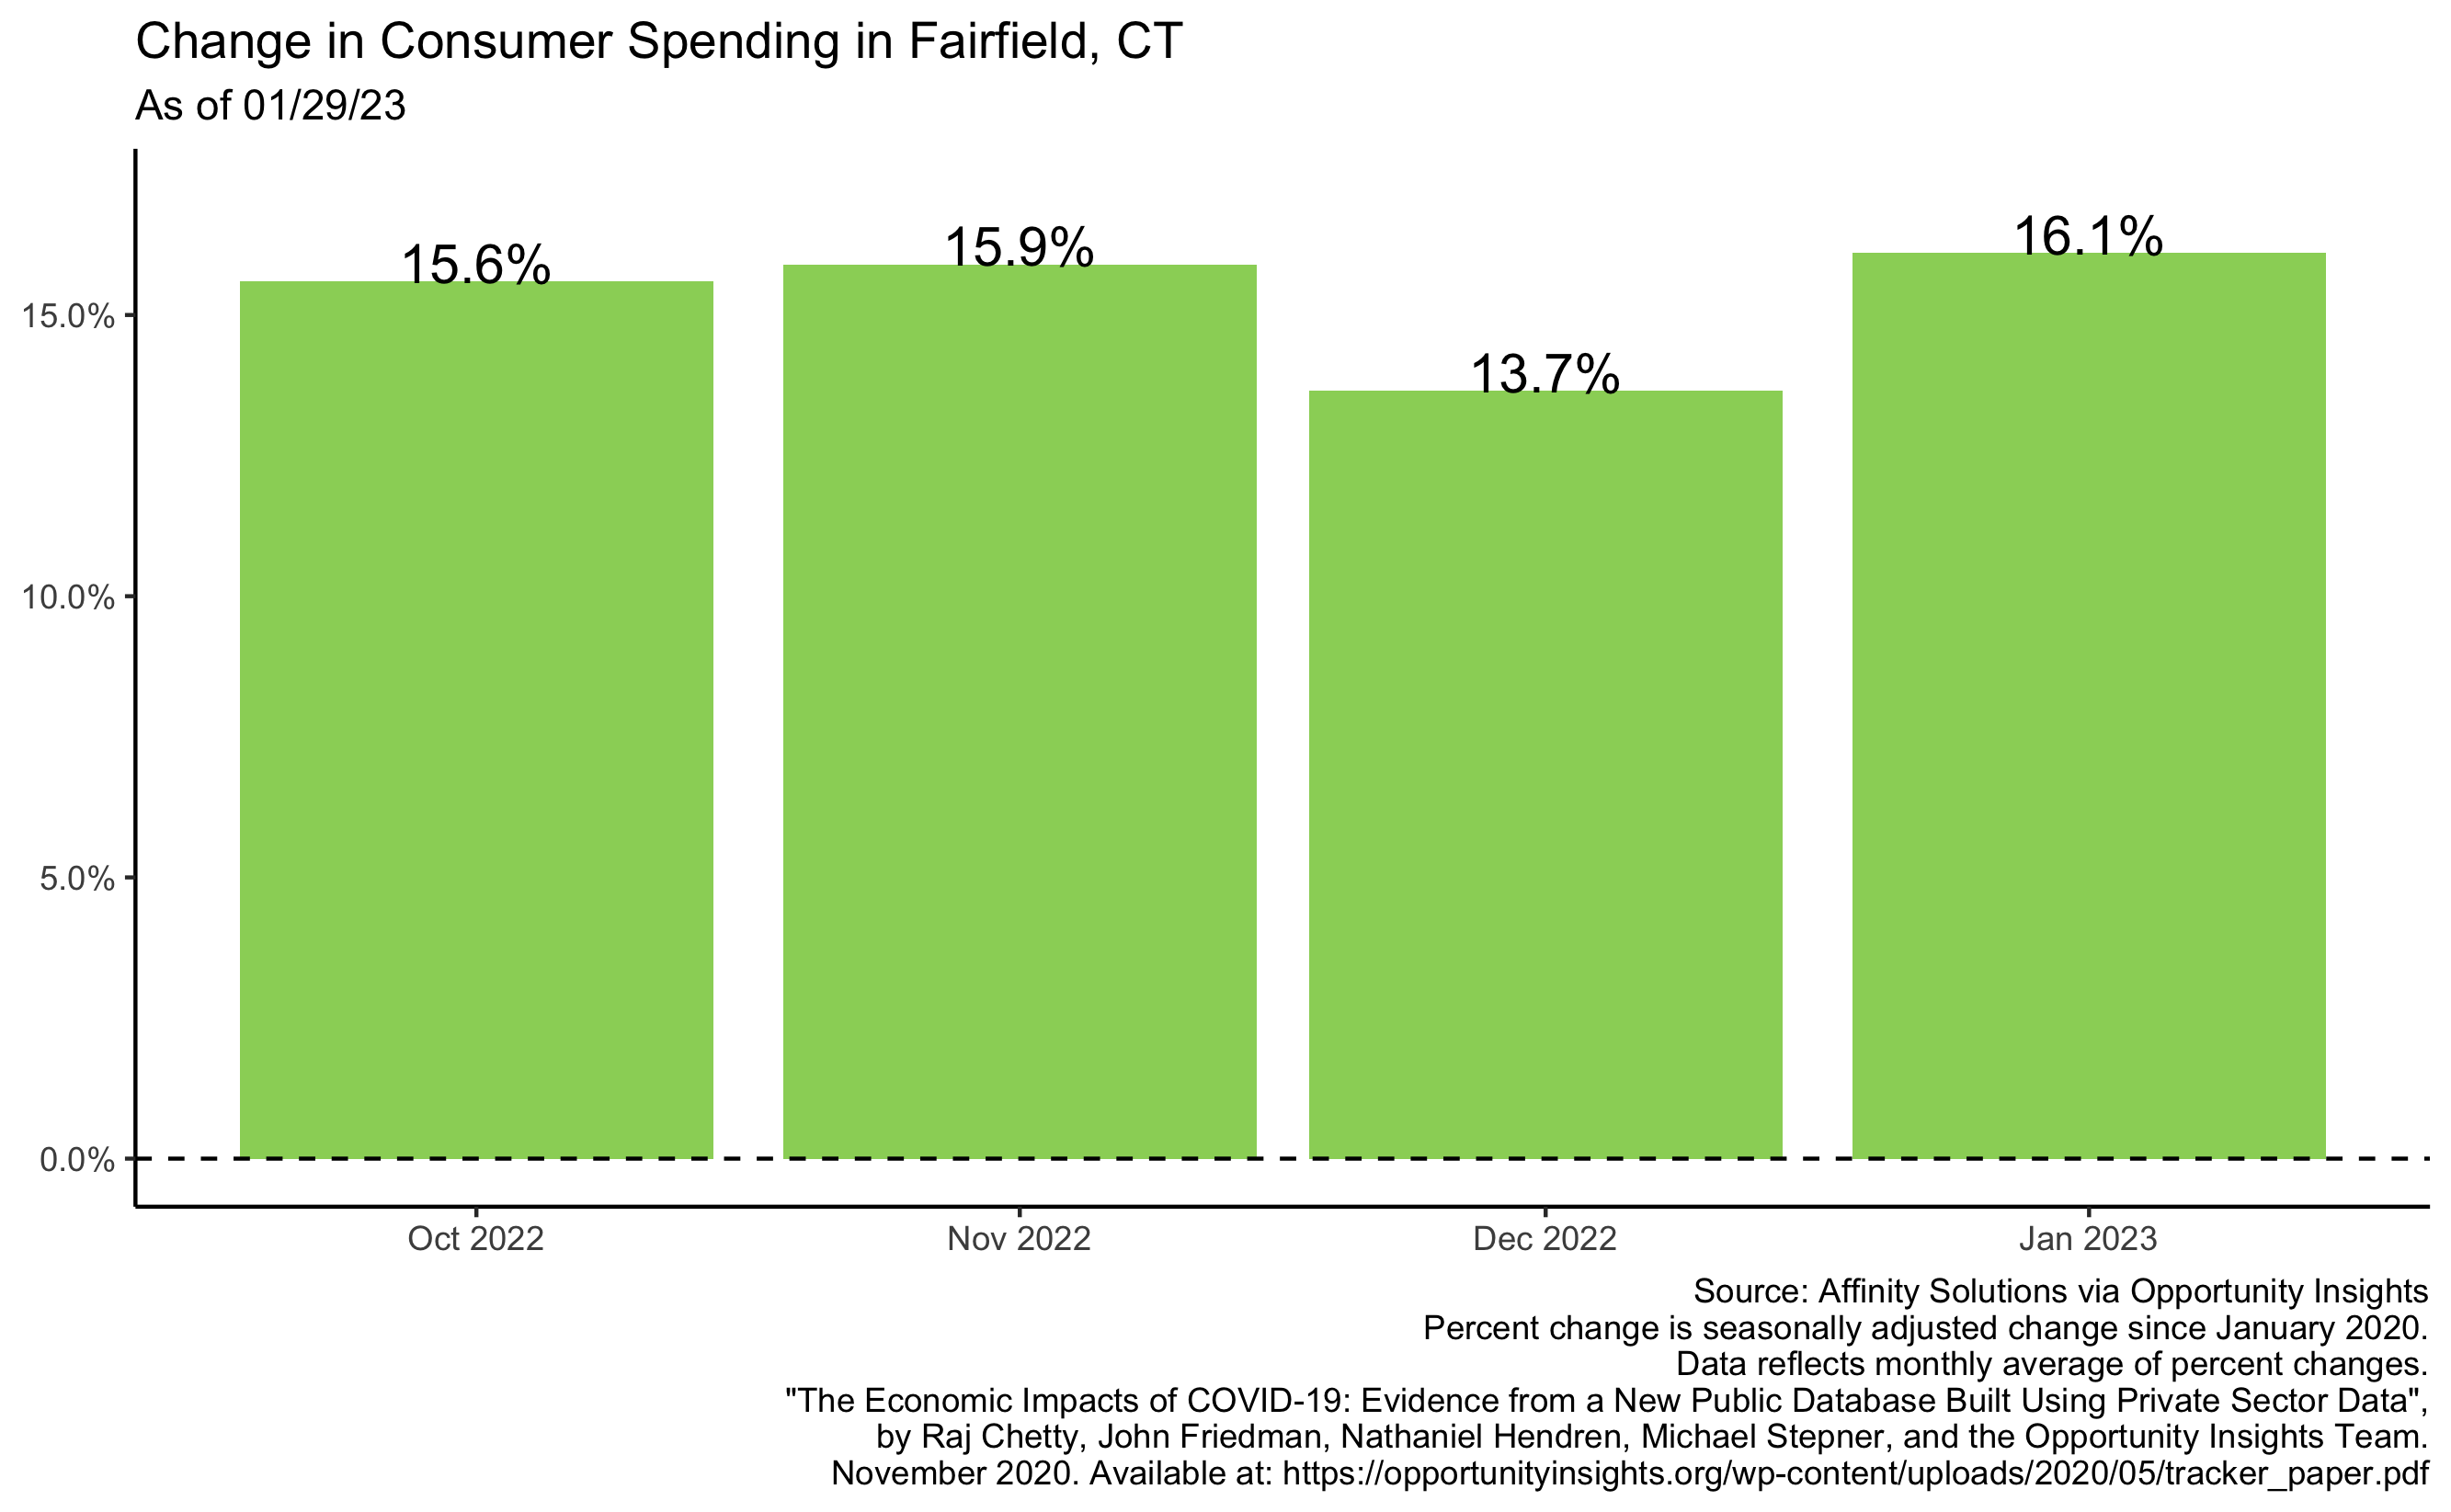 Change in Consumer Spending in Fairfield, CT
As of 01/29/23
15.6%
15.9%
13.7%
16.1%
15.0%
10.0%
5.0%
0.0%
Oct 2022
Nov 2022
Dec 2022
Jan 2023
Source: Affinity Solutions via Opportunity Insights
Percent change is seasonally adjusted change since January 2020.
Data reflects monthly average of percent changes.
"The Economic Impacts of COVID-19: Evidence from a New Public Database Built Using Private Sector Data",
by Raj Chetty, John Friedman, Nathaniel Hendren, Michael Stepner, and the Opportunity Insights Team.
November 2020. Available at: https://opportunityinsights.org/wp-content/uploads/2020/05/tracker_paper.pdf